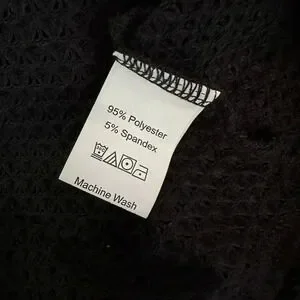 95% Polyester
5% Spandex
Machine Wash